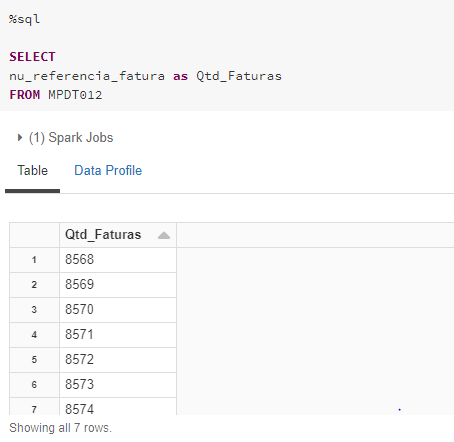 %sql
SELECT
nu_referencia_fatura as Qtd_Faturas
FROM MPDT012
(1) Spark Jobs
Table Data Profile
Qtd_Faturas
1 8568
2 8569
3 8570
4 8571
5 8572
6 8573
7 8574
Showing all 7 rows.